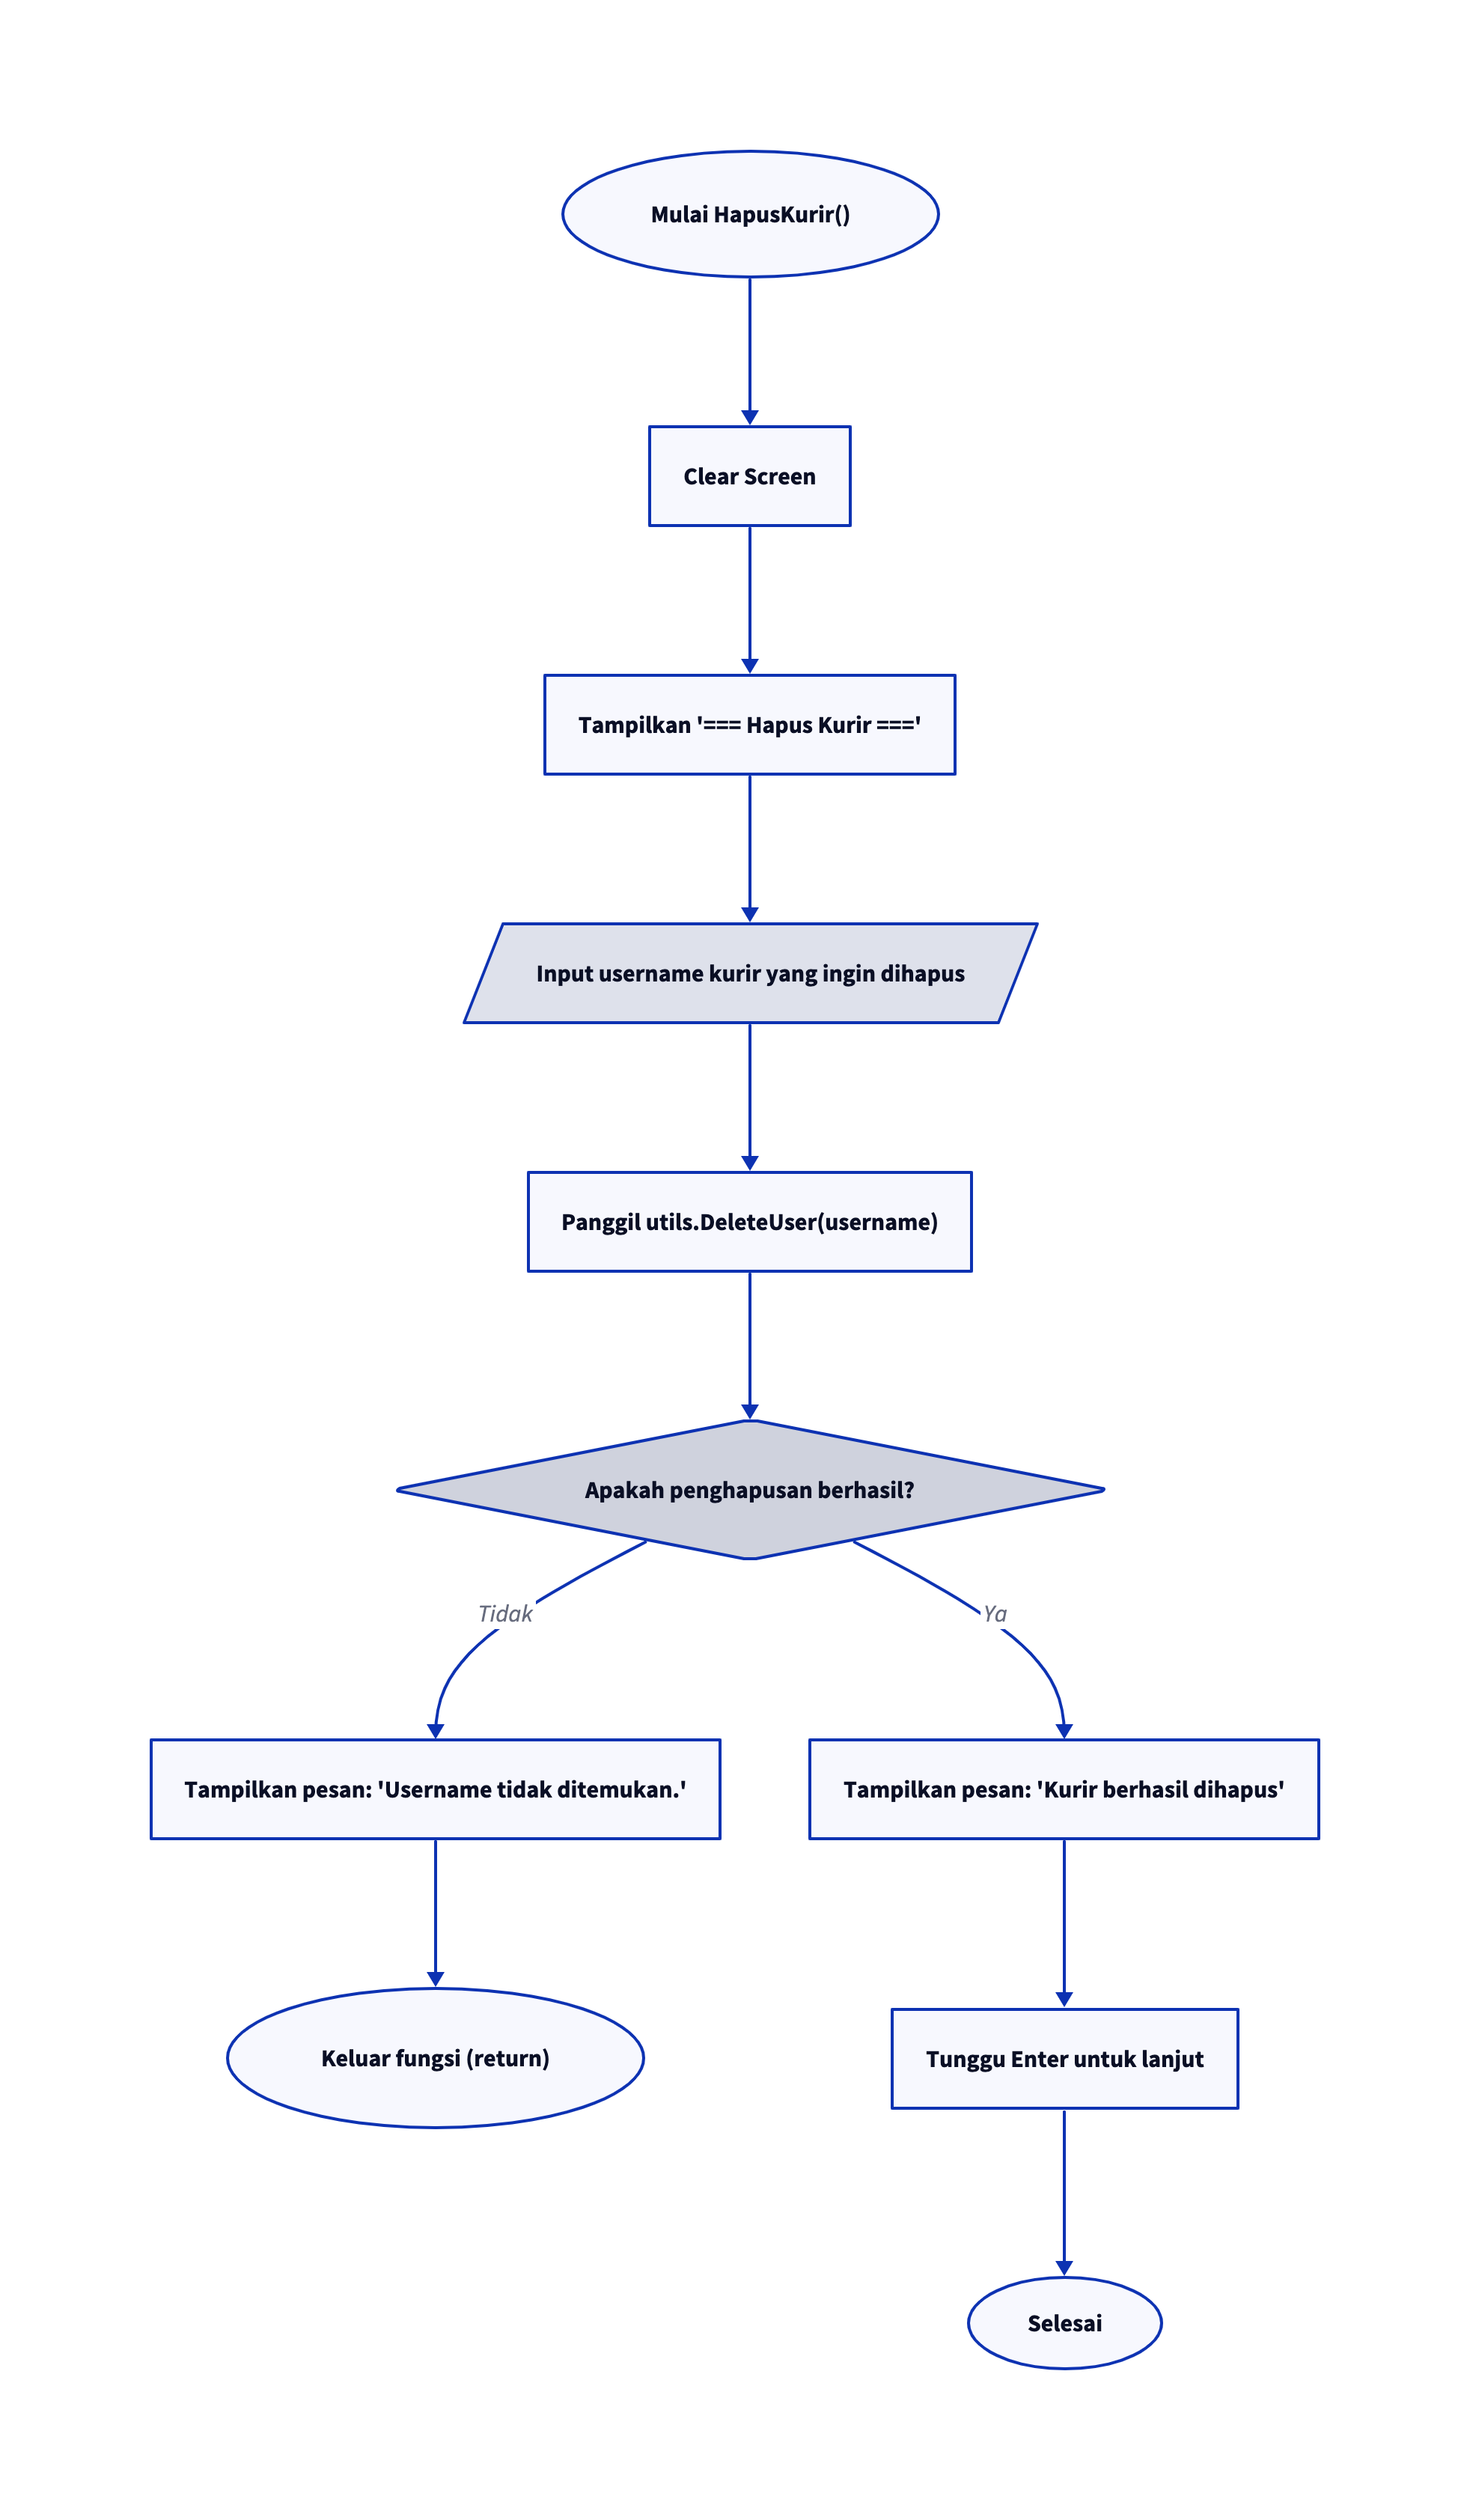 Mulai HapusKurir()
Clear Screen
Tampilkan '=== Hapus Kurir ==='
Input username kurir yang ingin dihapus
Panggil utils.DeleteUser(username)
Apakah penghapusan berhasil?
Tidak
Ya
Tampilkan pesan: 'Username tidak ditemukan.'
Tampilkan pesan: 'Kurir berhasil dihapus'
Keluar fungsi (return)
Tunggu Enter untuk lanjut
Selesai